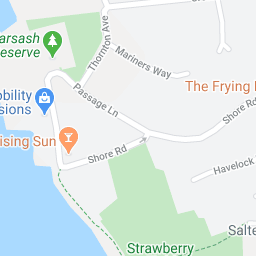 arsash
eserve
Thornton Ave
Mariners Way
The Frying
Passage Ln
obility
sions
Shore Rd
ising Sun
Shore Rd
Havelock
Salte
Strawberry